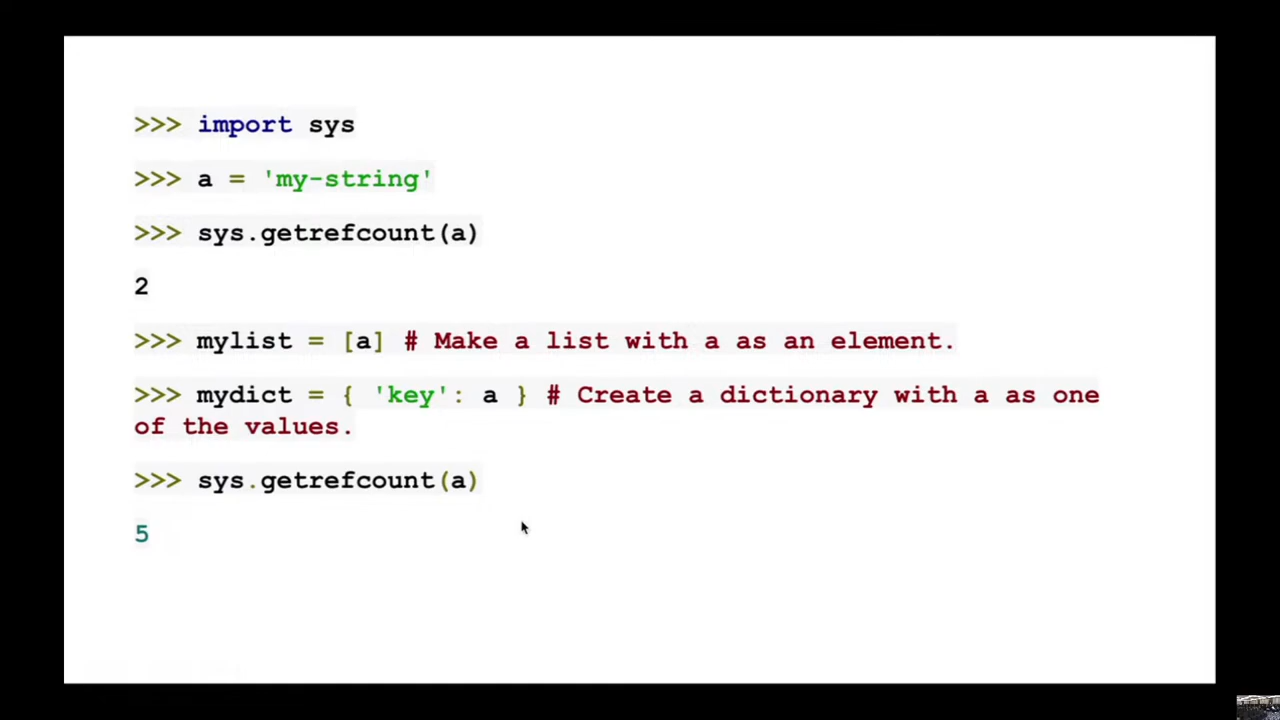 >>> import sys
>>> a = 'my-string'
>>> sys.getrefcount(a)
2
>>> mylist = [a] # Make a list with a as an element.
>>> mydict = { 'key': a } # Create a dictionary with a as one
of the values.
>>> sys.getrefcount(a)
5